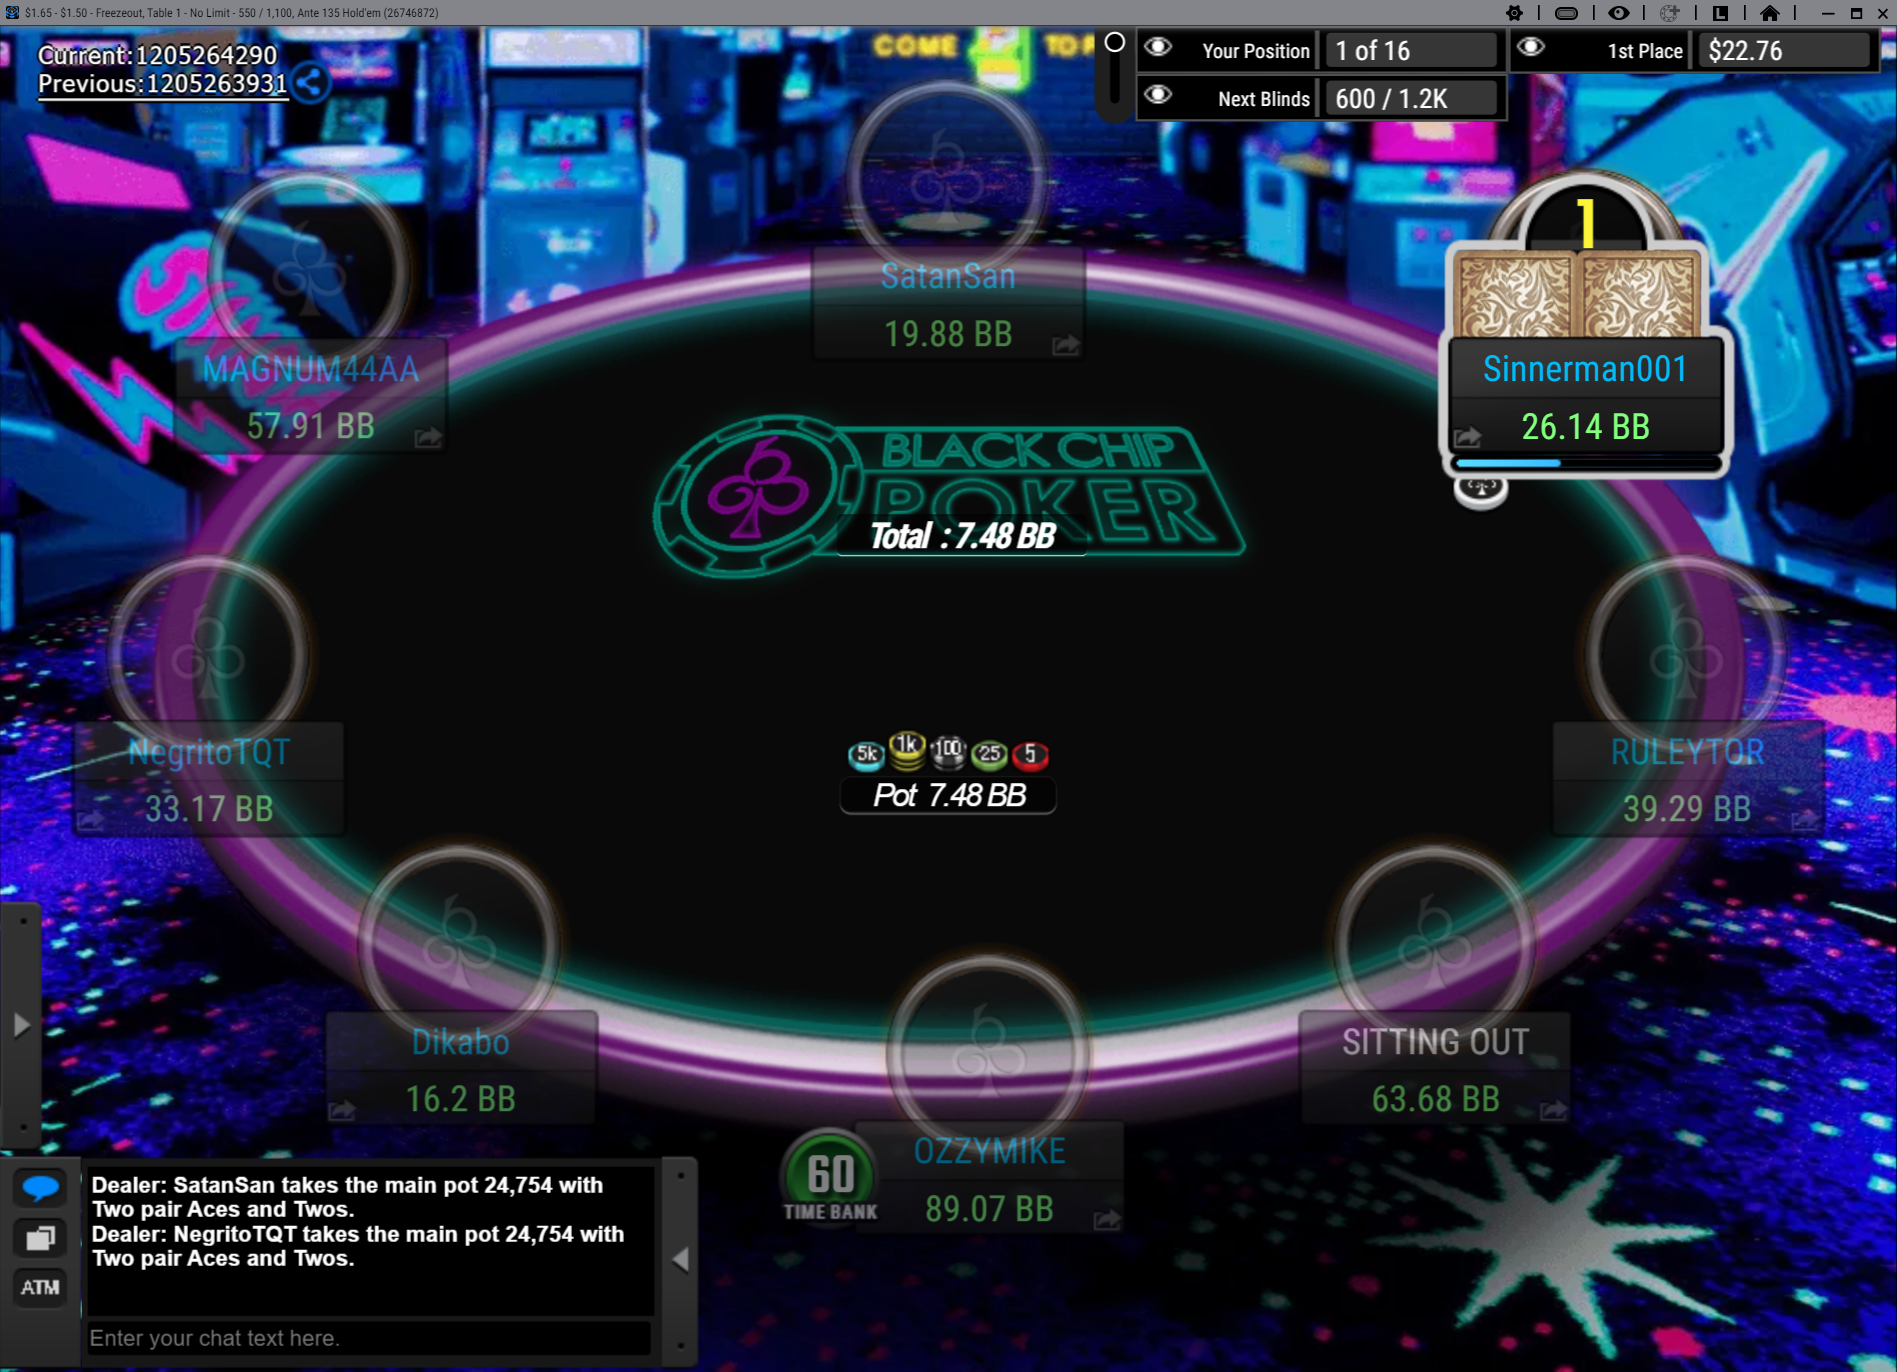 $1.65 - $1.50 - Freezeout, Table 1 - No Limit - 550 / 1,100, Ante 135 Hold'em (26746872)
Current:1205264290
Previous:1205263931
COME
Your Position
1 of 16
1st Place
$22.76
Next Blinds
600 / 1.2K
SatanSan
19.88 BB
1
Sinnerman001
26.14 BB
MAGNUM44AA
57.91 BB
BLACK CHIP
POKER
Total : 7.48 BB
NegritoTQT
33.17 BB
5k
1k
100
25
5
Pot 7.48 BB
RULEYTOR
39.29 BB
Dikabo
16.2 BB
SITTING OUT
63.68 BB
60
TIME BANK
OZZYMIKE
89.07 BB
Dealer: SatanSan takes the main pot 24,754 with
Two pair Aces and Twos.
Dealer: NegritoTQT takes the main pot 24,754 with
Two pair Aces and Twos.
ATM
Enter your chat text here.